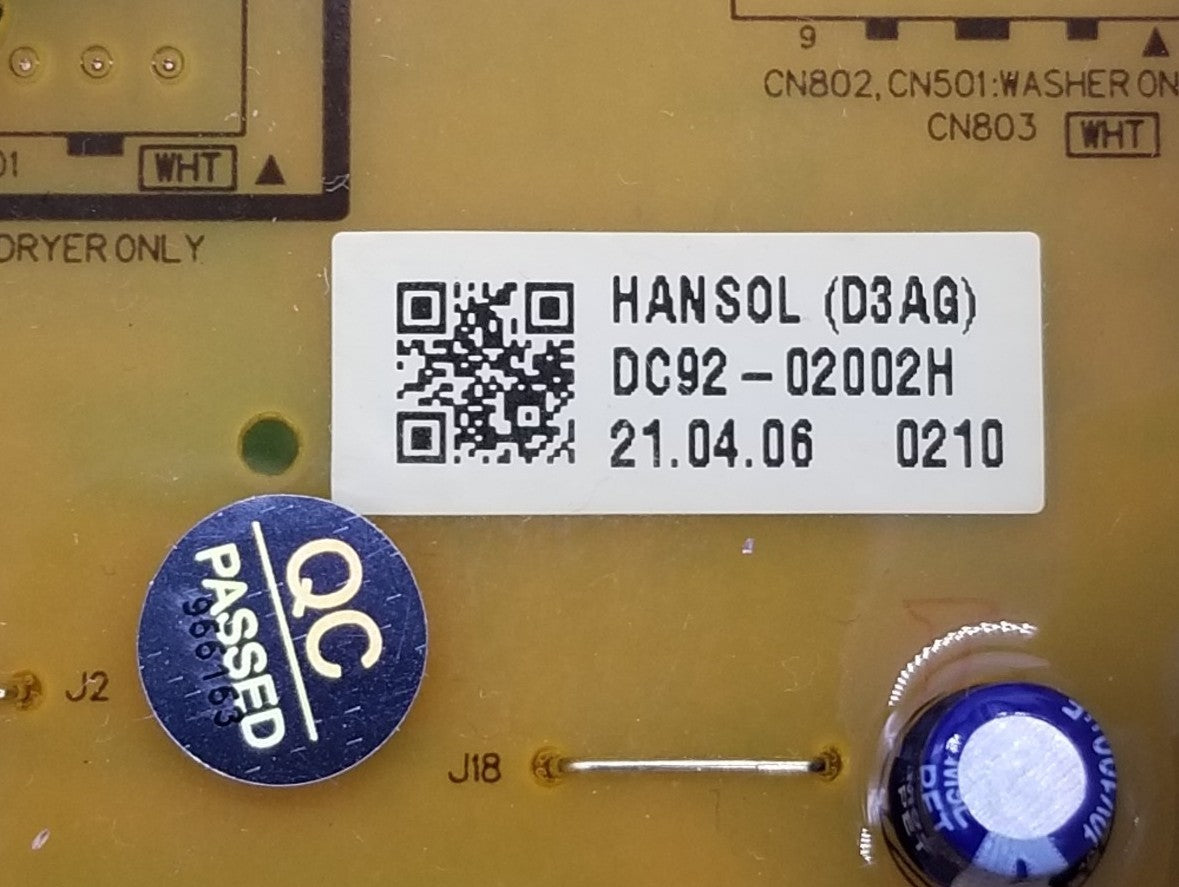 9
CN802,CN501:WASHER ON
CN803 WHT
01 WHT
DRYER ONLY
HANSOL (D3AG)
DC92-02002H
21.04.06 0210
QC
PASSED
966163
J2
J18